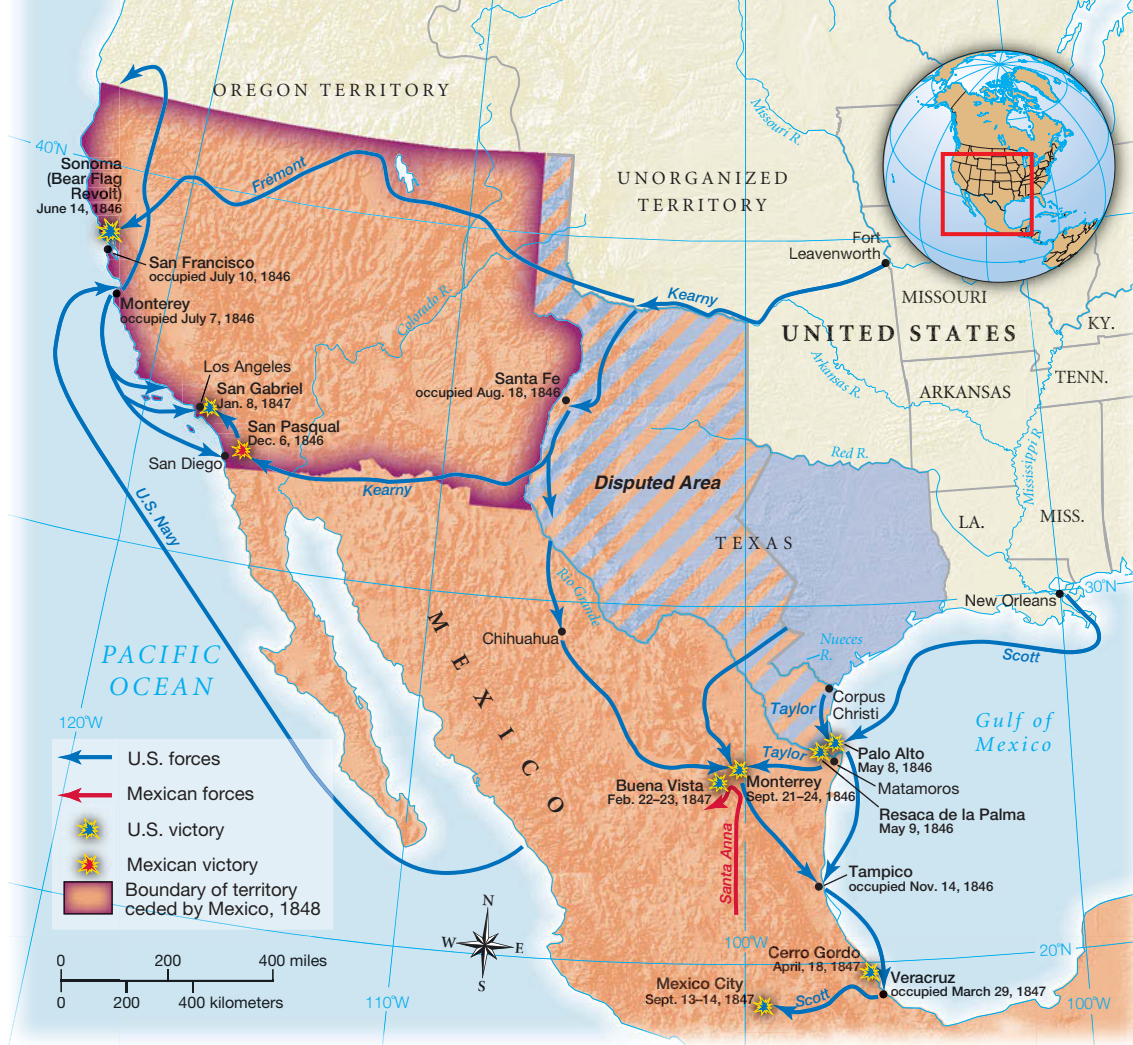 OREGON TERRITORY
Missouri R.
40°N
Sonoma
(Bear Flag
Revolt)
June 14, 1846
Frémont
UNORGANIZED
TERRITORY
Fort
Leavenworth
San Francisco
occupied July 10, 1846
Monterey
occupied July 7, 1846
Colorado R.
Kearny
MISSOURI
UNITED STATES
KY.
Arkansas R.
ARKANSAS
TENN.
Los Angeles
San Gabriel
Jan. 8, 1847
San Pasqual
Dec. 6, 1846
San Diego
Santa Fe
occupied Aug. 18, 1846
Kearny
Disputed Area
Red R.
Mississippi R.
LA.
MISS.
TEXAS
U.S. Navy
Rio Grande
New Orleans
30°N
Chihuahua
MEXICO
Nueces
R.
Scott
PACIFIC
OCEAN
Taylor
Corpus
Christi
Gulf of
Mexico
120°W
Taylor
Palo Alto
May 8, 1846
Matamoros
Resaca de la Palma
May 9, 1846
Buena Vista
Feb. 22–23, 1847
Monterrey
Sept. 21–24, 1846
Santa Anna
Tampico
occupied Nov. 14, 1846
U.S. forces
Mexican forces
U.S. victory
Mexican victory
Boundary of territory
ceded by Mexico, 1848
N
W
E
S
0 200 400 miles
0 200 400 kilometers
110°W
100°W
20°N
Cerro Gordo
April, 18, 1847
Mexico City
Sept. 13–14, 1847
Scott
Veracruz
occupied March 29, 1847
100°W